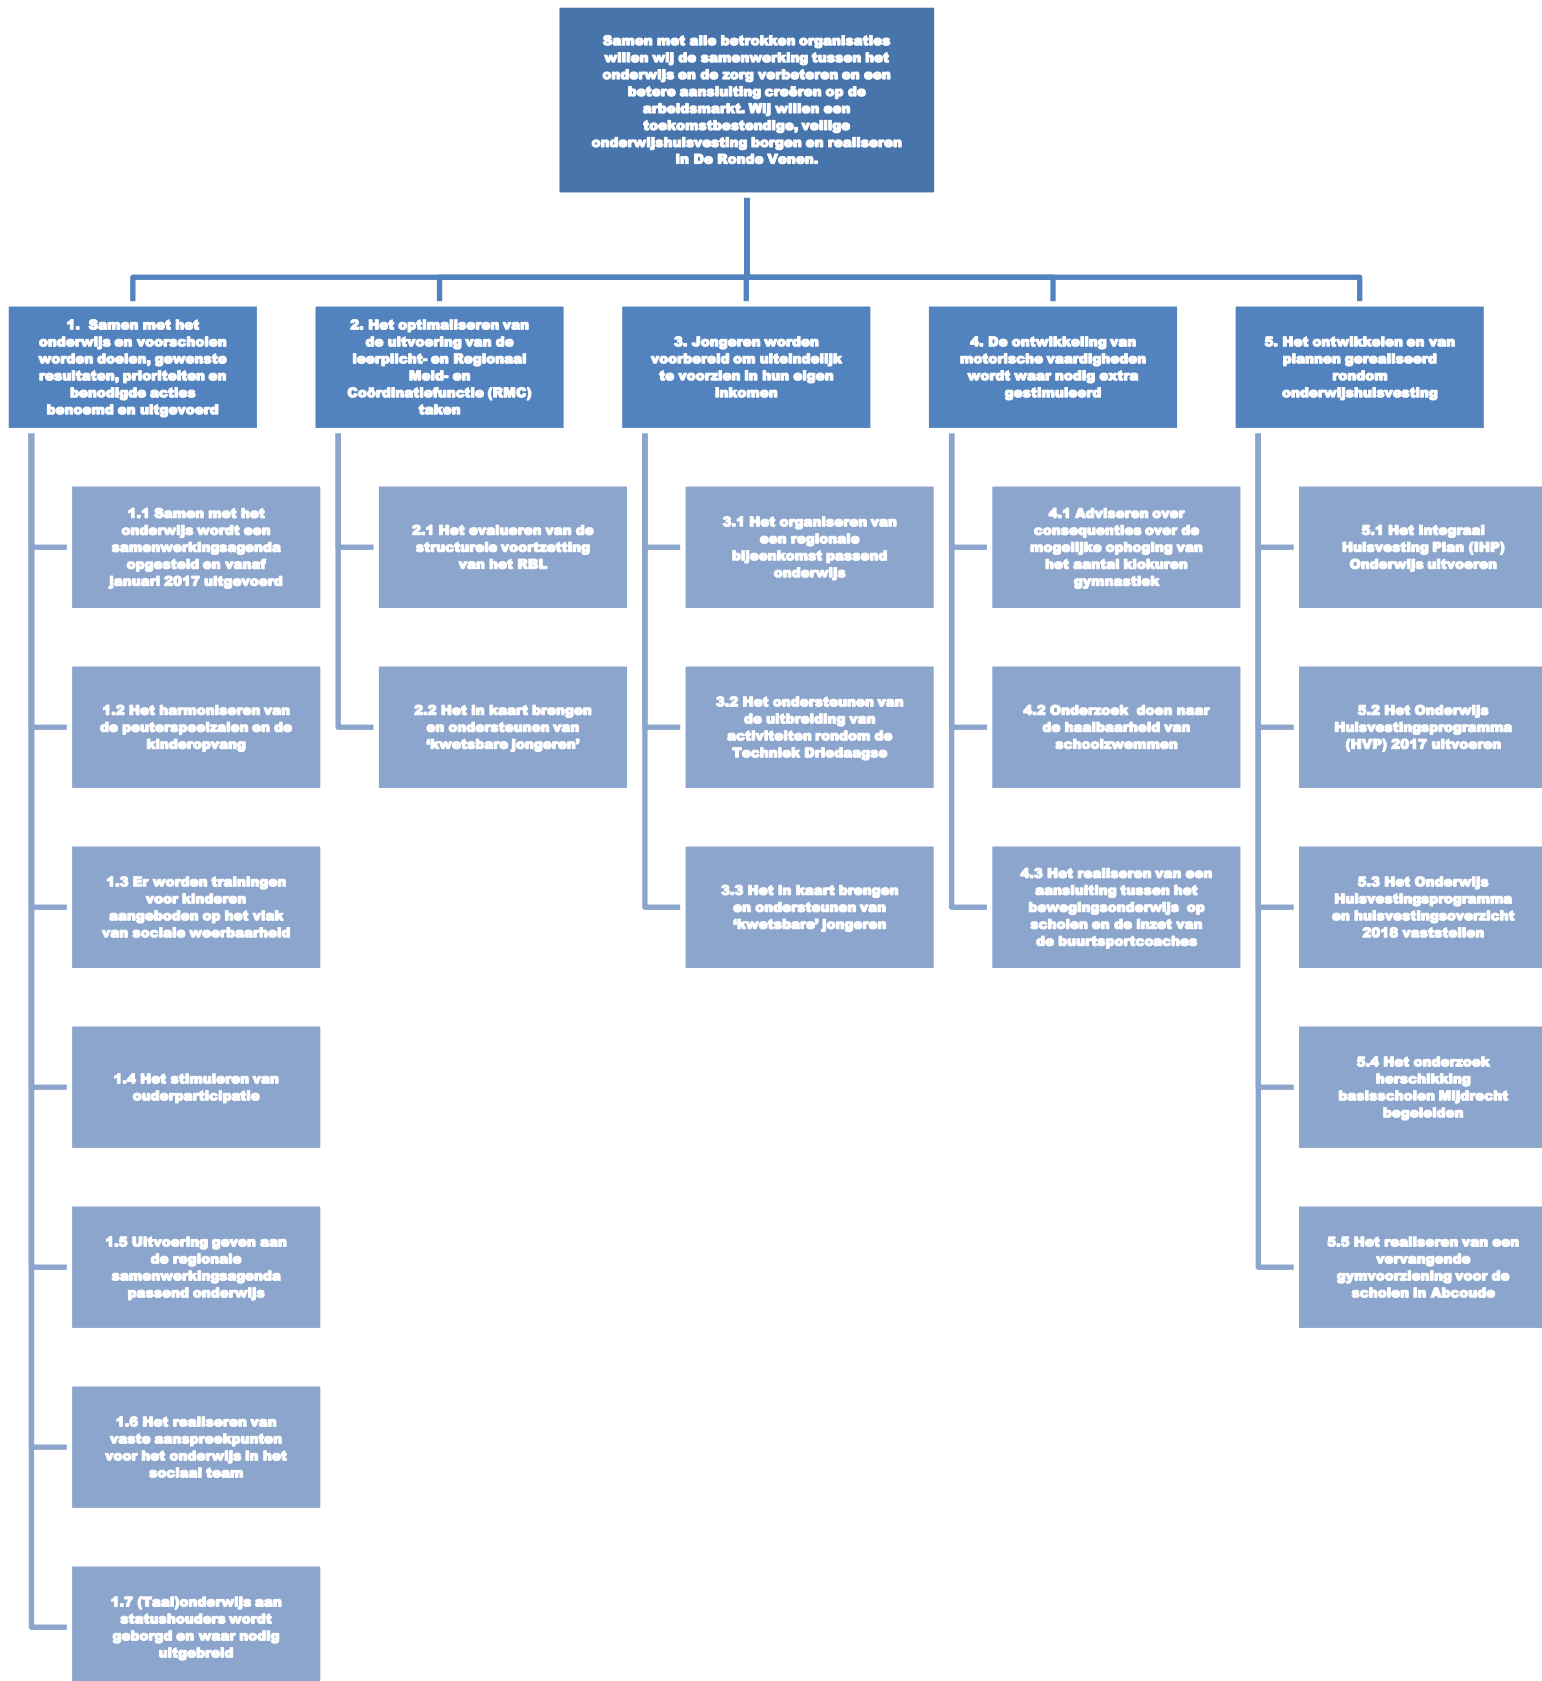 Samen met alle betrokken organisaties
willen wij de samenwerking tussen het
onderwijs en de zorg verbeteren en een
betere aansluiting creëren op de
arbeidsmarkt. Wij willen een
toekomstbestendige, veilige
onderwijshuisvesting borgen en realiseren
in De Ronde Venen.
1. Samen met het
onderwijs en voorscholen
worden doelen, gewenste
resultaten, prioriteiten en
benodigde acties
benoemd en uitgevoerd
2. Het optimaliseren van
de uitvoering van de
leerplicht- en Regionaal
Meld- en
Coördinatiefunctie (RMC)
taken
3. Jongeren worden
voorbereid om uiteindelijk
te voorzien in hun eigen
inkomen
4. De ontwikkeling van
motorische vaardigheden
wordt waar nodig extra
gestimuleerd
5. Het ontwikkelen en van
plannen gerealiseerd
rondom
onderwijshuisvesting
1.1 Samen met het
onderwijs wordt een
samenwerkingsagenda
opgesteld en vanaf
januari 2017 uitgevoerd
1.2 Het harmoniseren van
de peuterspeelzalen en de
kinderopvang
1.3 Er worden trainingen
voor kinderen
aangeboden op het vlak
van sociale weerbaarheid
1.4 Het stimuleren van
ouderparticipatie
1.5 Uitvoering geven aan
de regionale
samenwerkingsagenda
passend onderwijs
1.6 Het realiseren van
vaste aanspreekpunten
voor het onderwijs in het
sociaal team
1.7 (Taal)onderwijs aan
statushouders wordt
geborgd en waar nodig
uitgebreid
2.1 Het evalueren van de
structurele voortzetting
van het RBL
2.2 Het in kaart brengen
en ondersteunen van
‘kwetsbare jongeren’
3.1 Het organiseren van
een regionale
bijeenkomst passend
onderwijs
3.2 Het ondersteunen van
de uitbreiding van
activiteiten rondom de
Techniek Driedaagse
3.3 Het in kaart brengen
en ondersteunen van
‘kwetsbare’ jongeren
4.1 Adviseren over
consequenties over de
mogelijke ophoging van
het aantal klokuren
gymnastiek
4.2 Onderzoek doen naar
de haalbaarheid van
schoolzwemmen
4.3 Het realiseren van een
aansluiting tussen het
bewegingsonderwijs op
scholen en de inzet van
de buurtsportcoaches
5.1 Het Integraal
Huisvesting Plan (IHP)
Onderwijs uitvoeren
5.2 Het Onderwijs
Huisvestingsprogramma
(HVP) 2017 uitvoeren
5.3 Het Onderwijs
Huisvestingsprogramma
en huisvestingsoverzicht
2018 vaststellen
5.4 Het onderzoek
herschikking
basisscholen Mijdrecht
begeleiden
5.5 Het realiseren van een
vervangende
gymvoorziening voor de
scholen in Abcoude